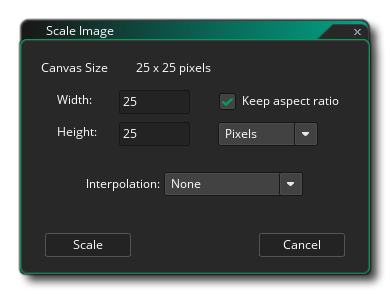 Scale Image
Canvas Size 25 x 25 pixels
Width: 25 Keep aspect ratio
Height: 25 Pixels
Interpolation: None
Scale Cancel